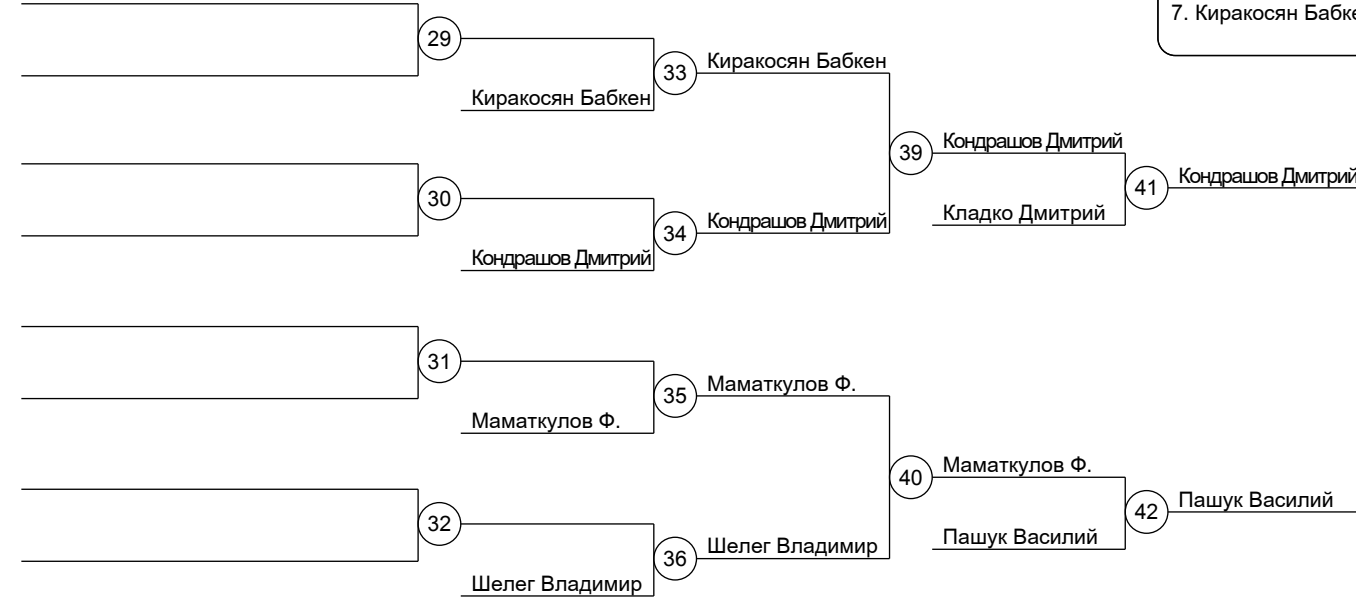 7. Киракосян Бабке
29
Киракосян Бабкен
33
Киракосян Бабкен
39
Кондрашов Дмитрий
30
Кондрашов Дмитрий
34
Кондрашов Дмитрий
Кладко Дмитрий
41
Кондрашов Дмитрий
31
Маматкулов Ф.
35
Маматкулов Ф.
40
Маматкулов Ф.
32
Шелег Владимир
36
Шелег Владимир
Пашук Василий
42
Пашук Василий